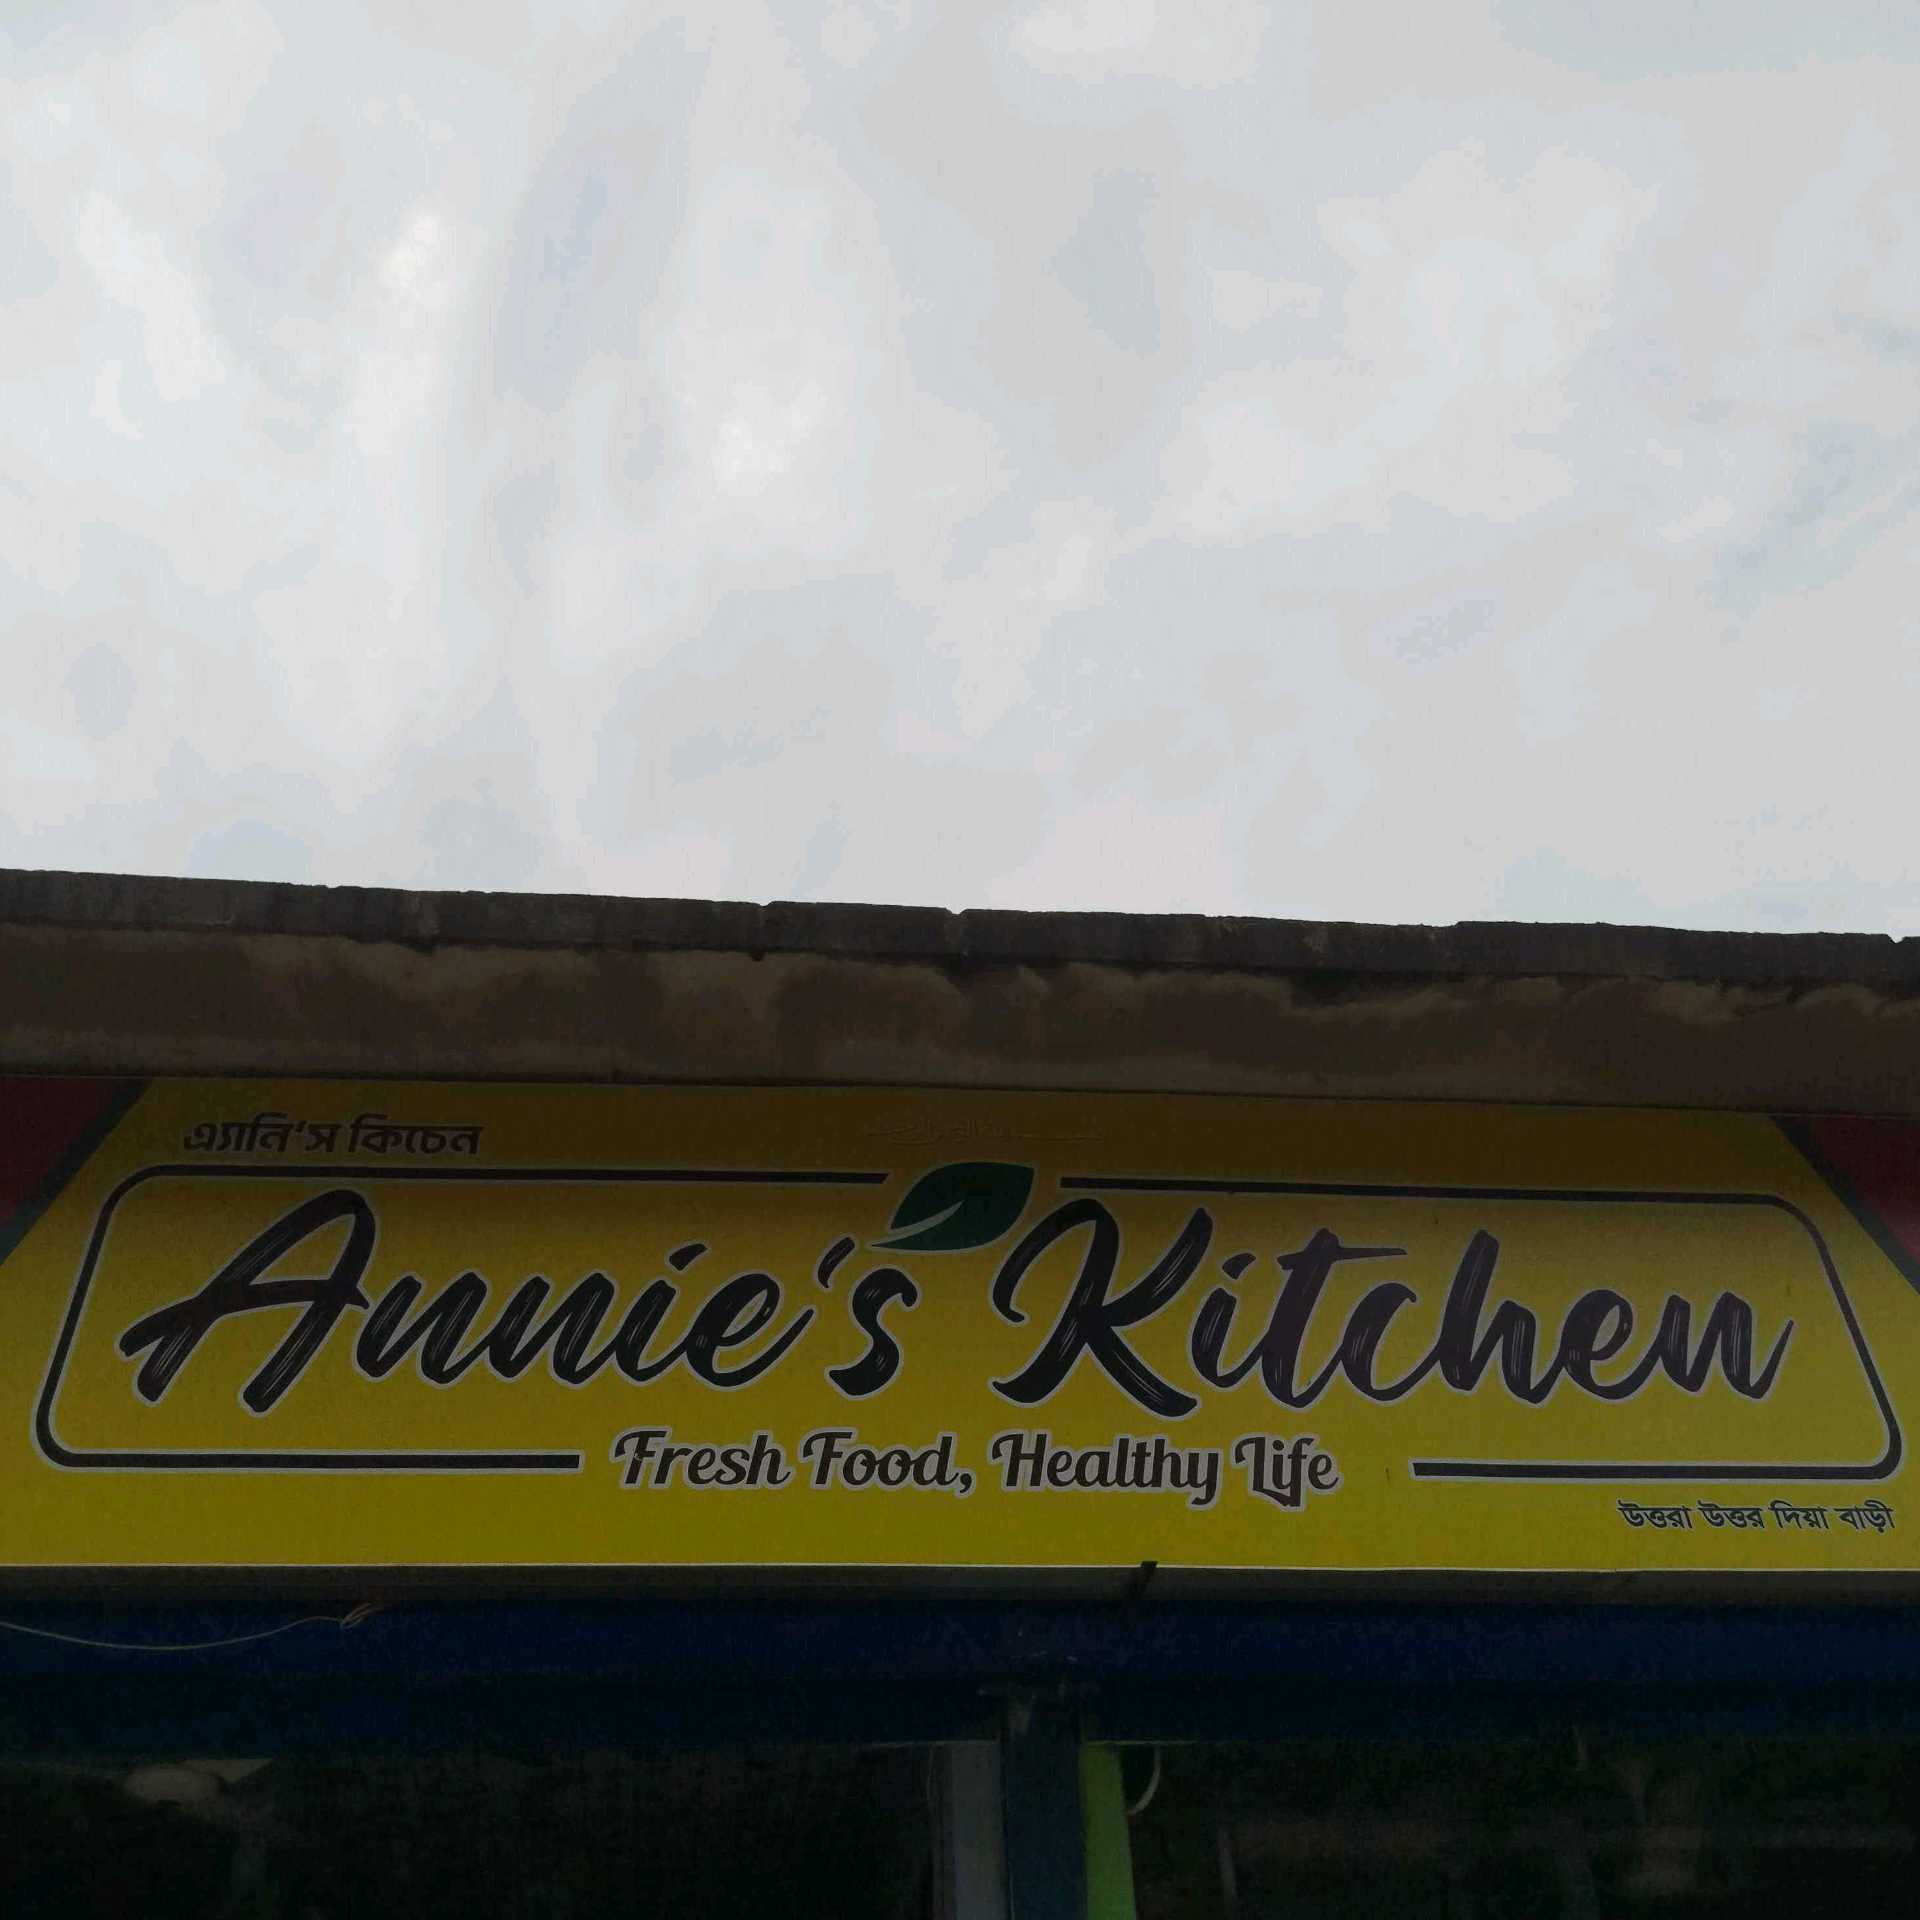 এ্যানি'স কিচেন
Annie's Kitchen
Fresh Food, Healthy Life
উত্তরা উত্তর দিয়া বাড়ী